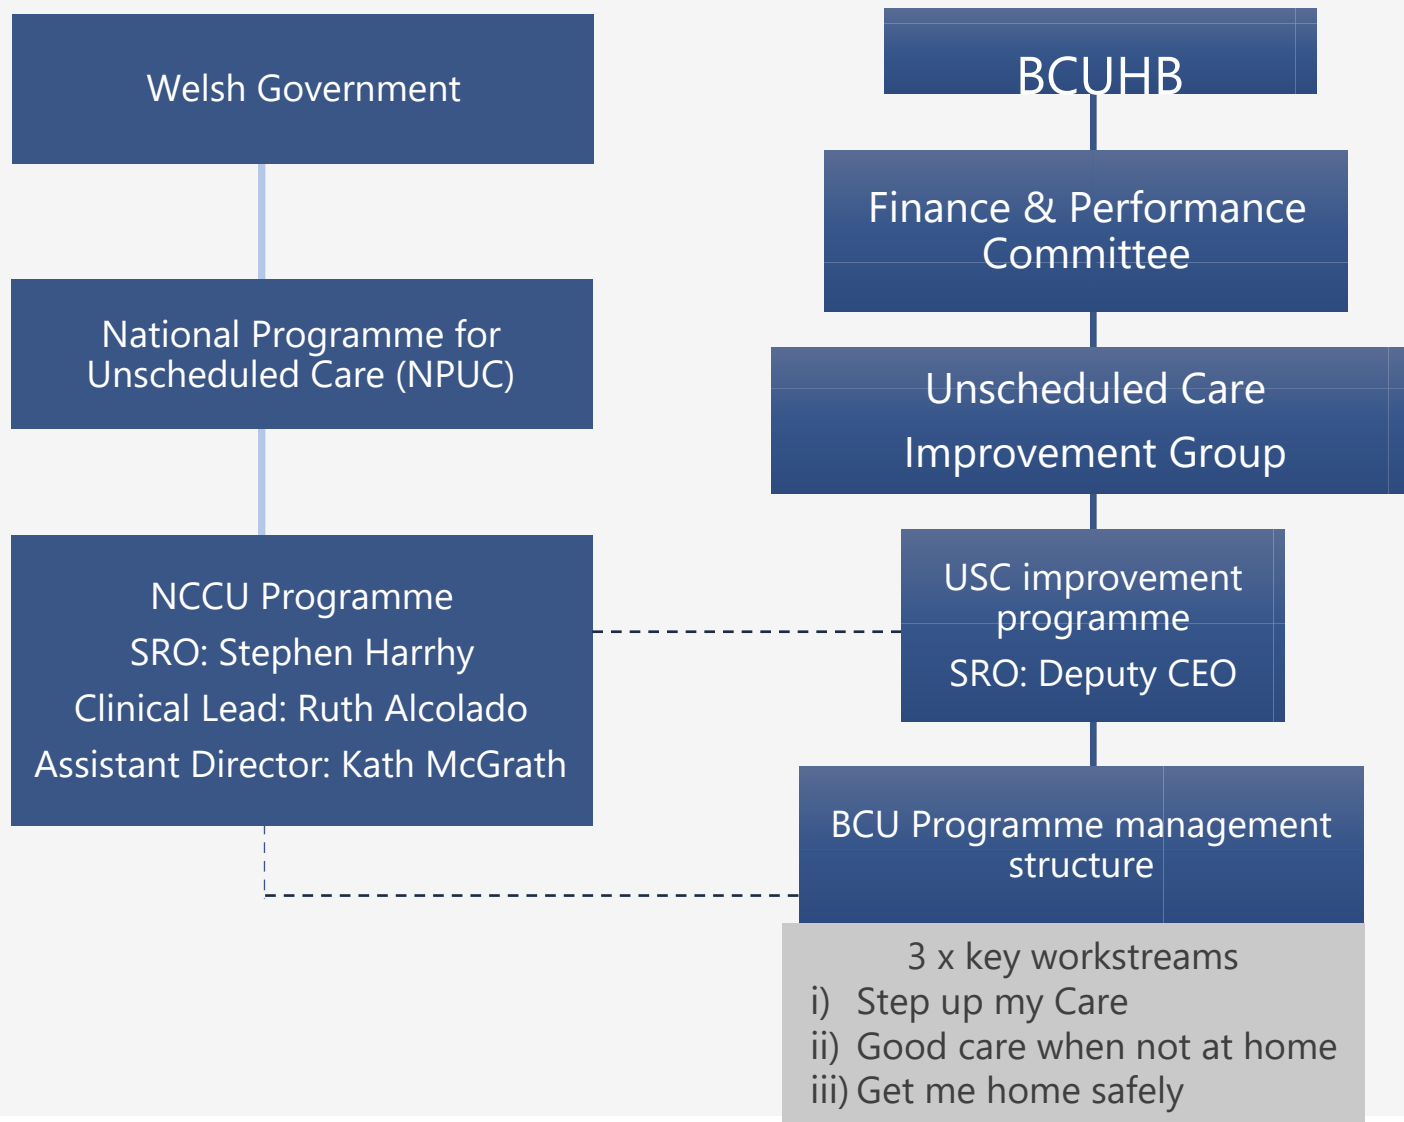 Welsh Government
National Programme for
Unscheduled Care (NPUC)
NCCU Programme
SRO: Stephen Harrhy
Clinical Lead: Ruth Alcolado
Assistant Director: Kath McGrath
BCUHB
Finance & Performance
Committee
Unscheduled Care
Improvement Group
USC improvement
programme
SRO: Deputy CEO
BCU Programme management
structure
3 x key workstreams
i) Step up my Care
ii) Good care when not at home
iii) Get me home safely